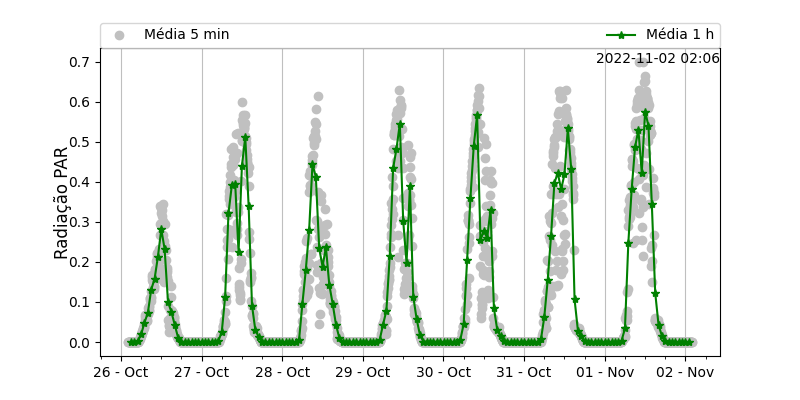 Média 5 min
Média 1 h
2022-11-02 02:06
Radiação PAR
0.7
0.6
0.5
0.4
0.3
0.2
0.1
0.0
26 - Oct
27 - Oct
28 - Oct
29 - Oct
30 - Oct
31 - Oct
01 - Nov
02 - Nov